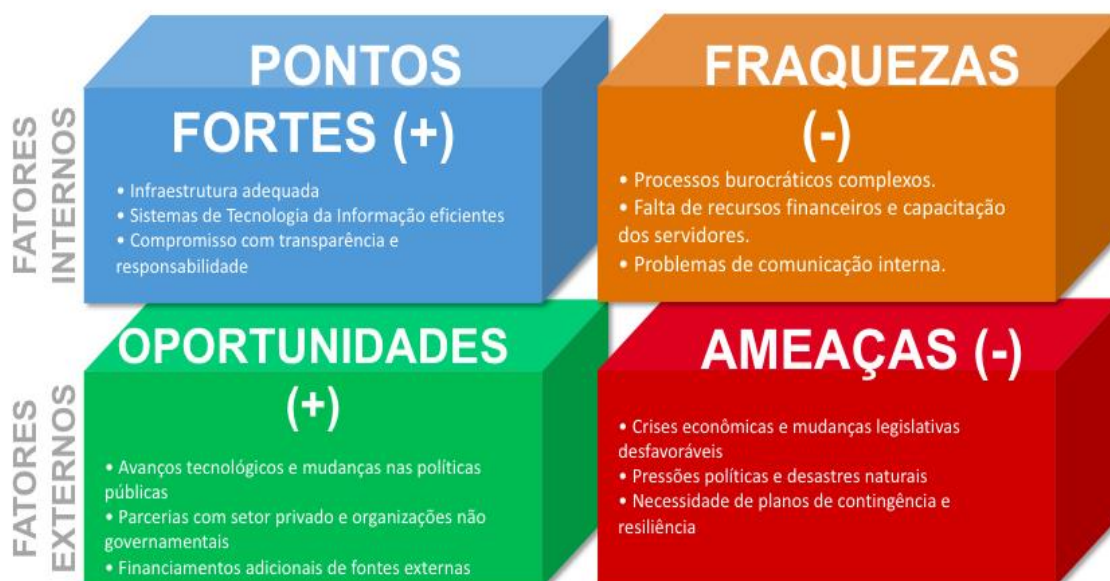 FATORES
INTERNOS
PONTOS
FORTES (+)
• Infraestrutura adequada
• Sistemas de Tecnologia da Informação eficientes
• Compromisso com transparência e
responsabilidade
FRAQUEZAS
(-)
• Processos burocráticos complexos.
• Falta de recursos financeiros e capacitação
dos servidores.
• Problemas de comunicação interna.
FATORES
EXTERNOS
OPORTUNIDADES
(+)
• Avanços tecnológicos e mudanças nas políticas
públicas
• Parcerias com setor privado e organizações não
governamentais
• Financiamentos adicionais de fontes externas
AMEAÇAS (-)
• Crises econômicas e mudanças legislativas
desfavoráveis
• Pressões políticas e desastres naturais
• Necessidade de planos de contingência e
resiliência